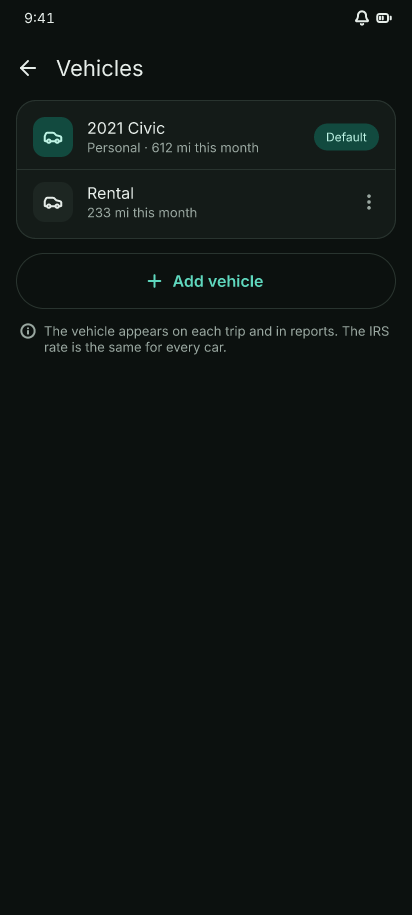 9:41
Vehicles
2021 Civic
Personal · 612 mi this month
Default
Rental
233 mi this month
Add vehicle
The vehicle appears on each trip and in reports. The IRS
rate is the same for every car.